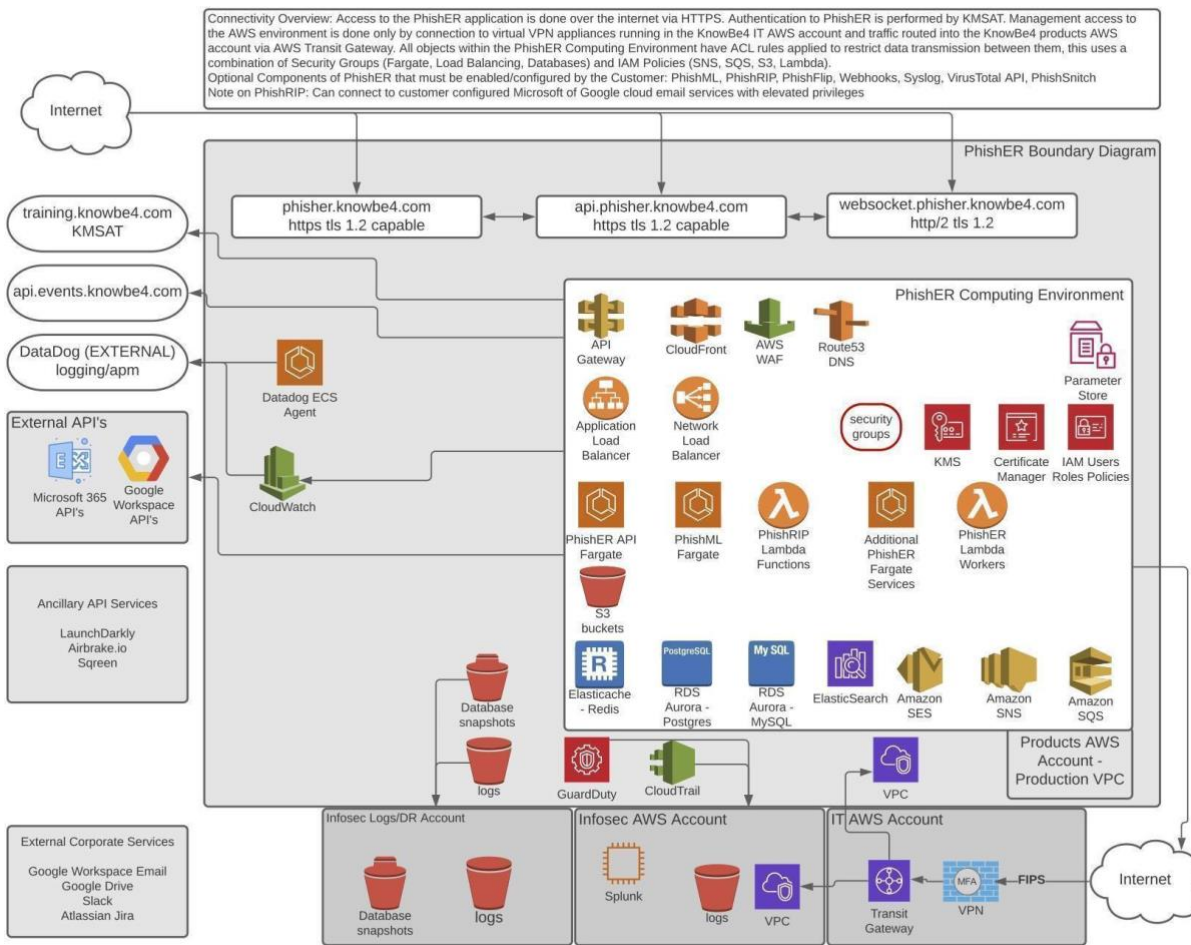 Connectivity Overview: Access to the PhishER application is done over the internet via HTTPS. Authentication to PhishER is performed by KMSAT. Management access to
the AWS environment is done only by connection to virtual VPN appliances running in the KnowBe4 IT AWS account and traffic routed into the KnowBe4 products AWS
account via AWS Transit Gateway. All objects within the PhishER Computing Environment have ACL rules applied to restrict data transmission between them, this uses a
combination of Security Groups (Fargate, Load Balancing, Databases) and IAM Policies (SNS, SQS, S3, Lambda).
Optional Components of PhishER that must be enabled/configured by the Customer: PhishML, PhishRIP, PhishFlip, Webhooks, Syslog, VirusTotal API, PhishSnitch
Note on PhishRIP: Can connect to customer configured Microsoft of Google cloud email services with elevated privileges
Internet
PhishER Boundary Diagram
phisher.knowbe4.com
https tls 1.2 capable
api.phisher.knowbe4.com
https tls 1.2 capable
websocket.phisher.knowbe4.com
http/2 tls 1.2
training.knowbe4.com
KMSAT
api.events.knowbe4.com
DataDog (EXTERNAL)
logging/apm
Datadog ECS
Agent
External API's
E
Microsoft 365
API's
Google
Workspace
API's
CloudWatch
PhishER Computing Environment
API
Gateway
CloudFront
AWS
WAF
Route53
DNS
Parameter
Store
Application
Load
Balancer
Network
Load
Balancer
security
groups
KMS
Certificate
Manager
IAM Users
Roles Policies
PhishER API
Fargate
PhishML
Fargate
PhishRIP
Lambda
Functions
Additional
PhishER
Fargate
Services
PhishER
Lambda
Workers
S3
buckets
R
Elasticache
- Redis
PostgreSQL
RDS
Aurora -
Postgres
My SQL
RDS
Aurora -
MySQL
ElasticSearch
Amazon
SES
Amazon
SNS
Amazon
SQS
Ancillary API Services
LaunchDarkly
Airbrake.io
Sqreen
Database
snapshots
logs
GuardDuty
CloudTrail
VPC
Products AWS
Account -
Production VPC
External Corporate Services
Google Workspace Email
Google Drive
Slack
Atlassian Jira
Infosec Logs/DR Account
Database
snapshots
logs
Infosec AWS Account
Splunk
logs
VPC
IT AWS Account
Transit
Gateway
MFA
VPN
FIPS
Internet